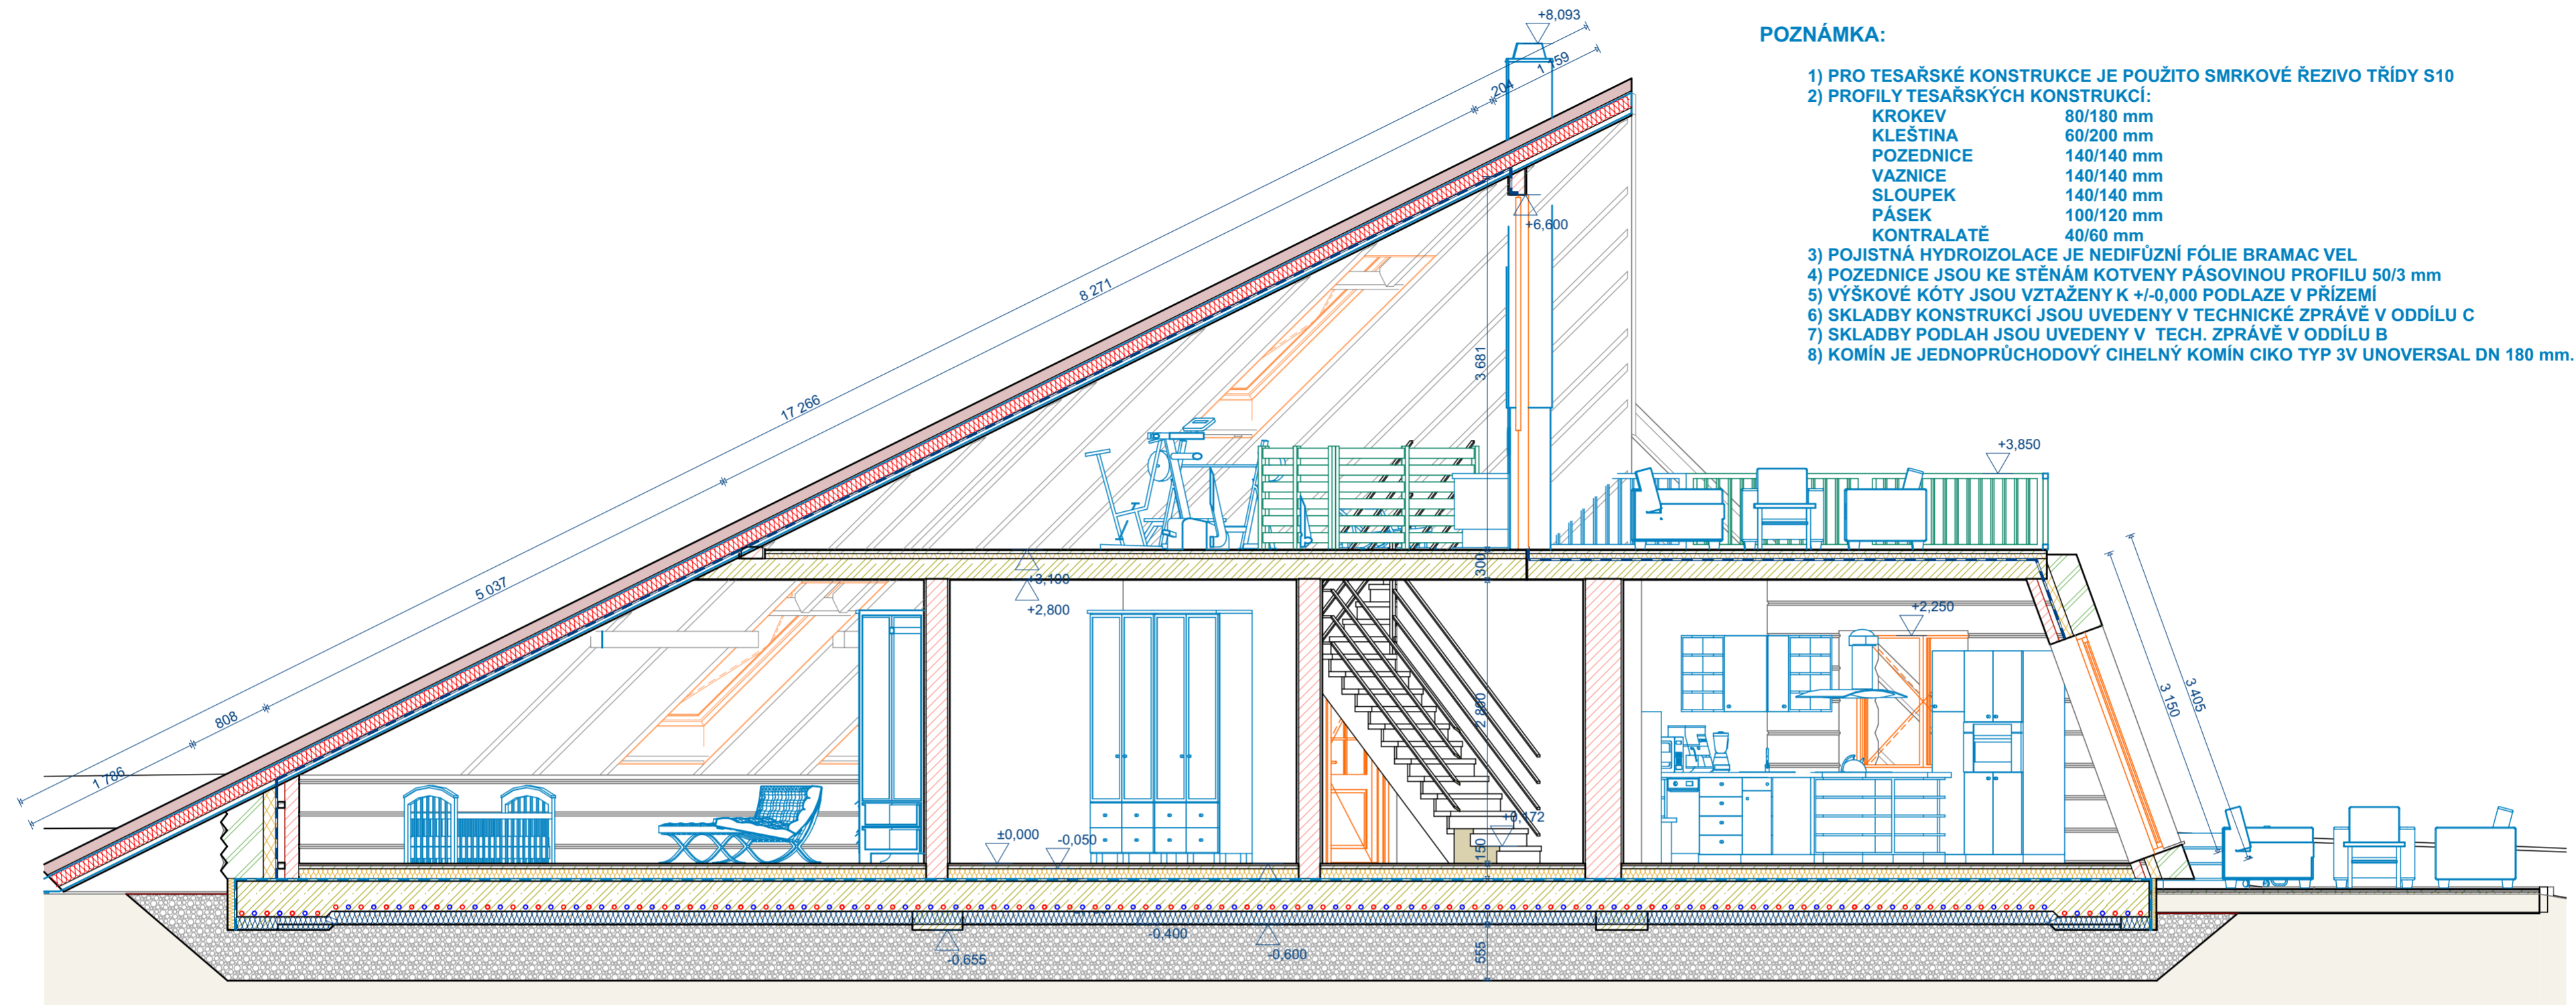 POZNÁMKA:
1) PRO TESAŘSKÉ KONSTRUKCE JE POUŽITO SMRKOVÉ ŘEZIVO TŘÍDY S10
2) PROFILY TESAŘSKÝCH KONSTRUKCÍ:
KROKEV 80/180 mm
KLEŠTINA 60/200 mm
POZEDNICE 140/140 mm
VAZNICE 140/140 mm
SLOUPEK 140/140 mm
PÁSEK 100/120 mm
KONTRALATĚ 40/60 mm
3) POJISTNÁ HYDROIZOLACE JE NEDIFŮZNÍ FÓLIE BRAMAC VEL
4) POZEDNICE JSOU KE STĚNÁM KOTVENY PÁSOVINOU PROFILU 50/3 mm
5) VÝŠKOVÉ KÓTY JSOU VZTAŽENY K +/-0,000 PODLAZE V PŘÍZEMÍ
6) SKLADBY KONSTRUKCÍ JSOU UVEDENY V TECHNICKÉ ZPRÁVĚ V ODDÍLU C
7) SKLADBY PODLAH JSOU UVEDENY V TECH. ZPRÁVĚ V ODDÍLU B
8) KOMÍN JE JEDNOPRŮCHODOVÝ CIHELNÝ KOMÍN CIKO TYP 3V UNOVERSAL DN 180 mm.
+8,093
1 159
204
+6,600
8 271
3 681
17 266
+3,850
5 037
300
+3,100
+2,800
+2,250
808
3 405
3 150
2 800
1 786
+0,172
±0,000
-0,050
150
-0,400
-0,600
-0,655
555